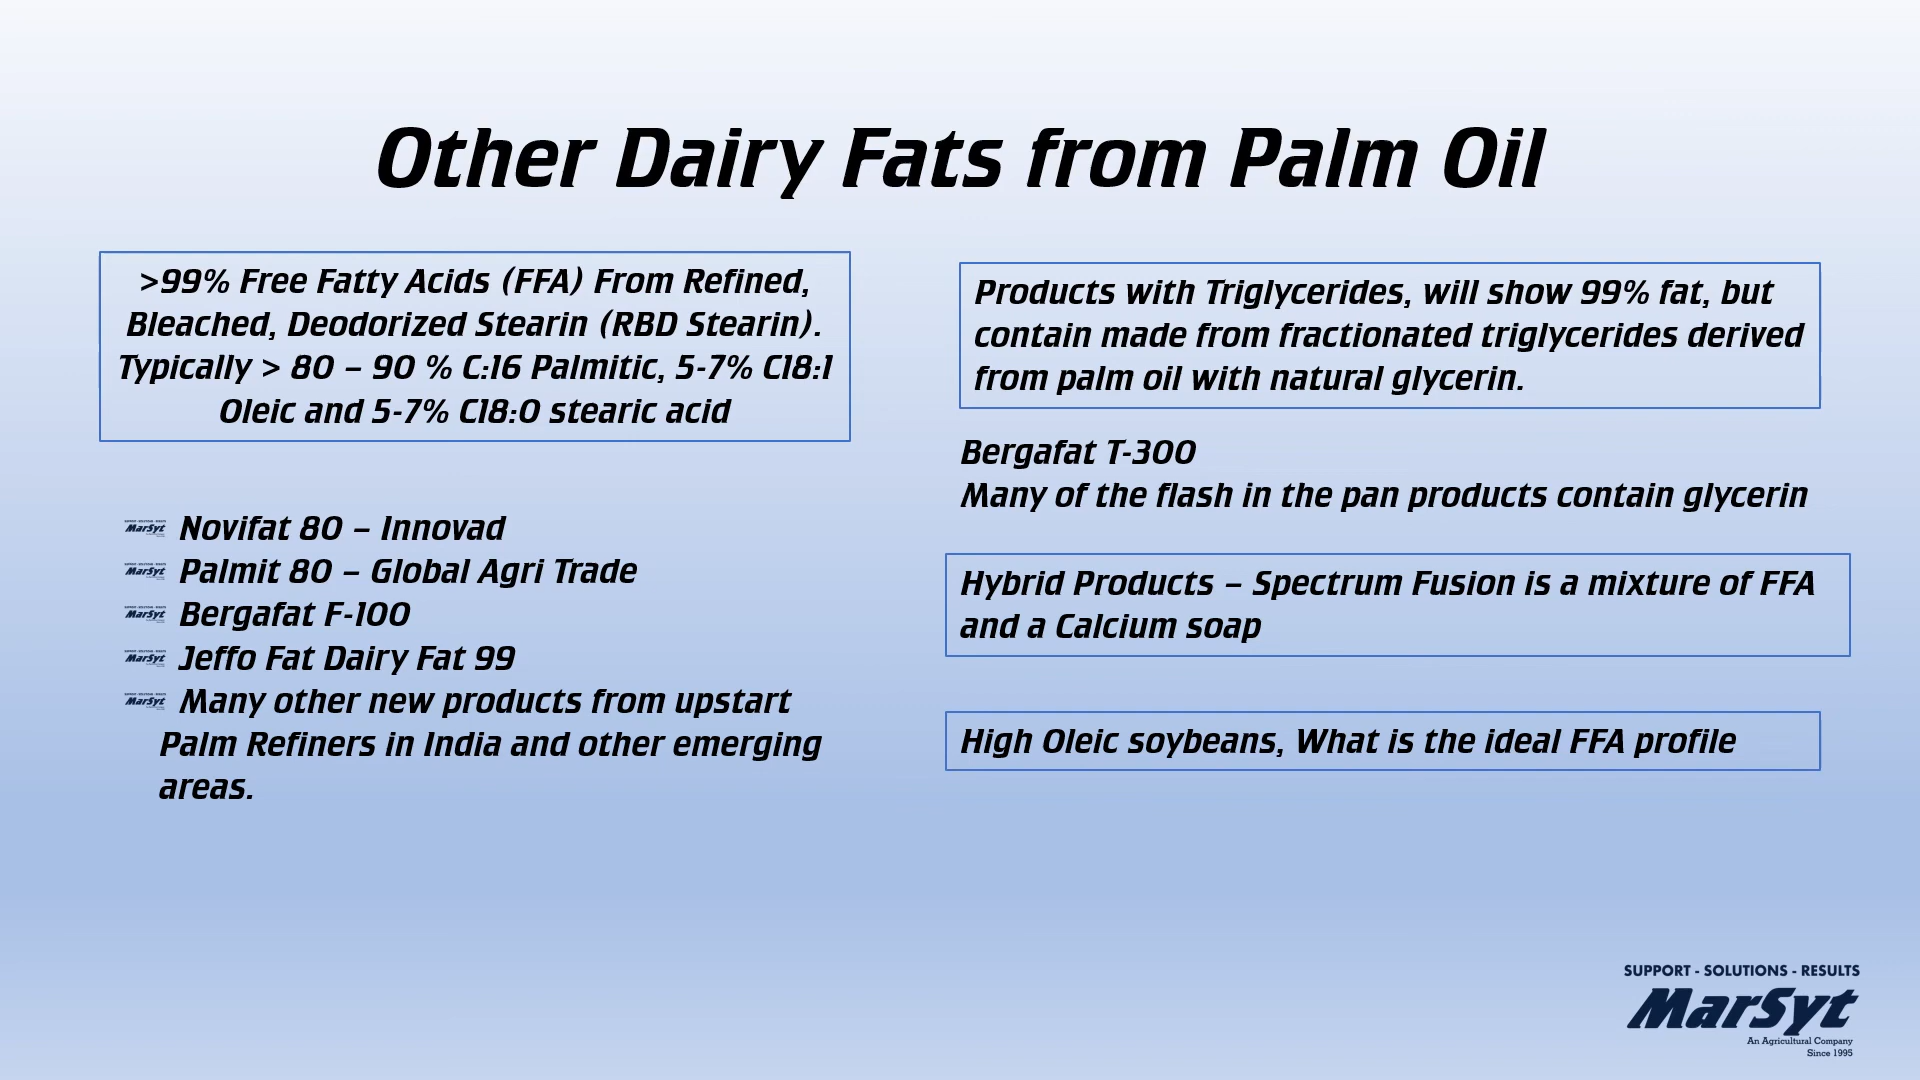 Other Dairy Fats from Palm Oil
>99% Free Fatty Acids (FFA) From Refined,
Bleached, Deodorized Stearin (RBD Stearin).
Typically > 80 – 90 % C:16 Palmitic, 5-7% C18:1
Oleic and 5-7% C18:0 stearic acid
MarSyt Novifat 80 – Innovad
MarSyt Palmit 80 – Global Agri Trade
MarSyt Bergafat F-100
MarSyt Jeffo Fat Dairy Fat 99
MarSyt Many other new products from upstart
Palm Refiners in India and other emerging
areas.
Products with Triglycerides, will show 99% fat, but
contain made from fractionated triglycerides derived
from palm oil with natural glycerin.
Bergafat T-300
Many of the flash in the pan products contain glycerin
Hybrid Products – Spectrum Fusion is a mixture of FFA
and a Calcium soap
High Oleic soybeans, What is the ideal FFA profile
SUPPORT - SOLUTIONS - RESULTS
MarSyt
An Agricultural Company
Since 1995